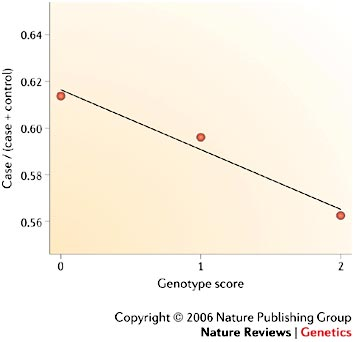 0.64
0.62
0.60
0.58
0.56
Case / (case + control)
0 1 2
Genotype score
Copyright © 2006 Nature Publishing Group
Nature Reviews | Genetics